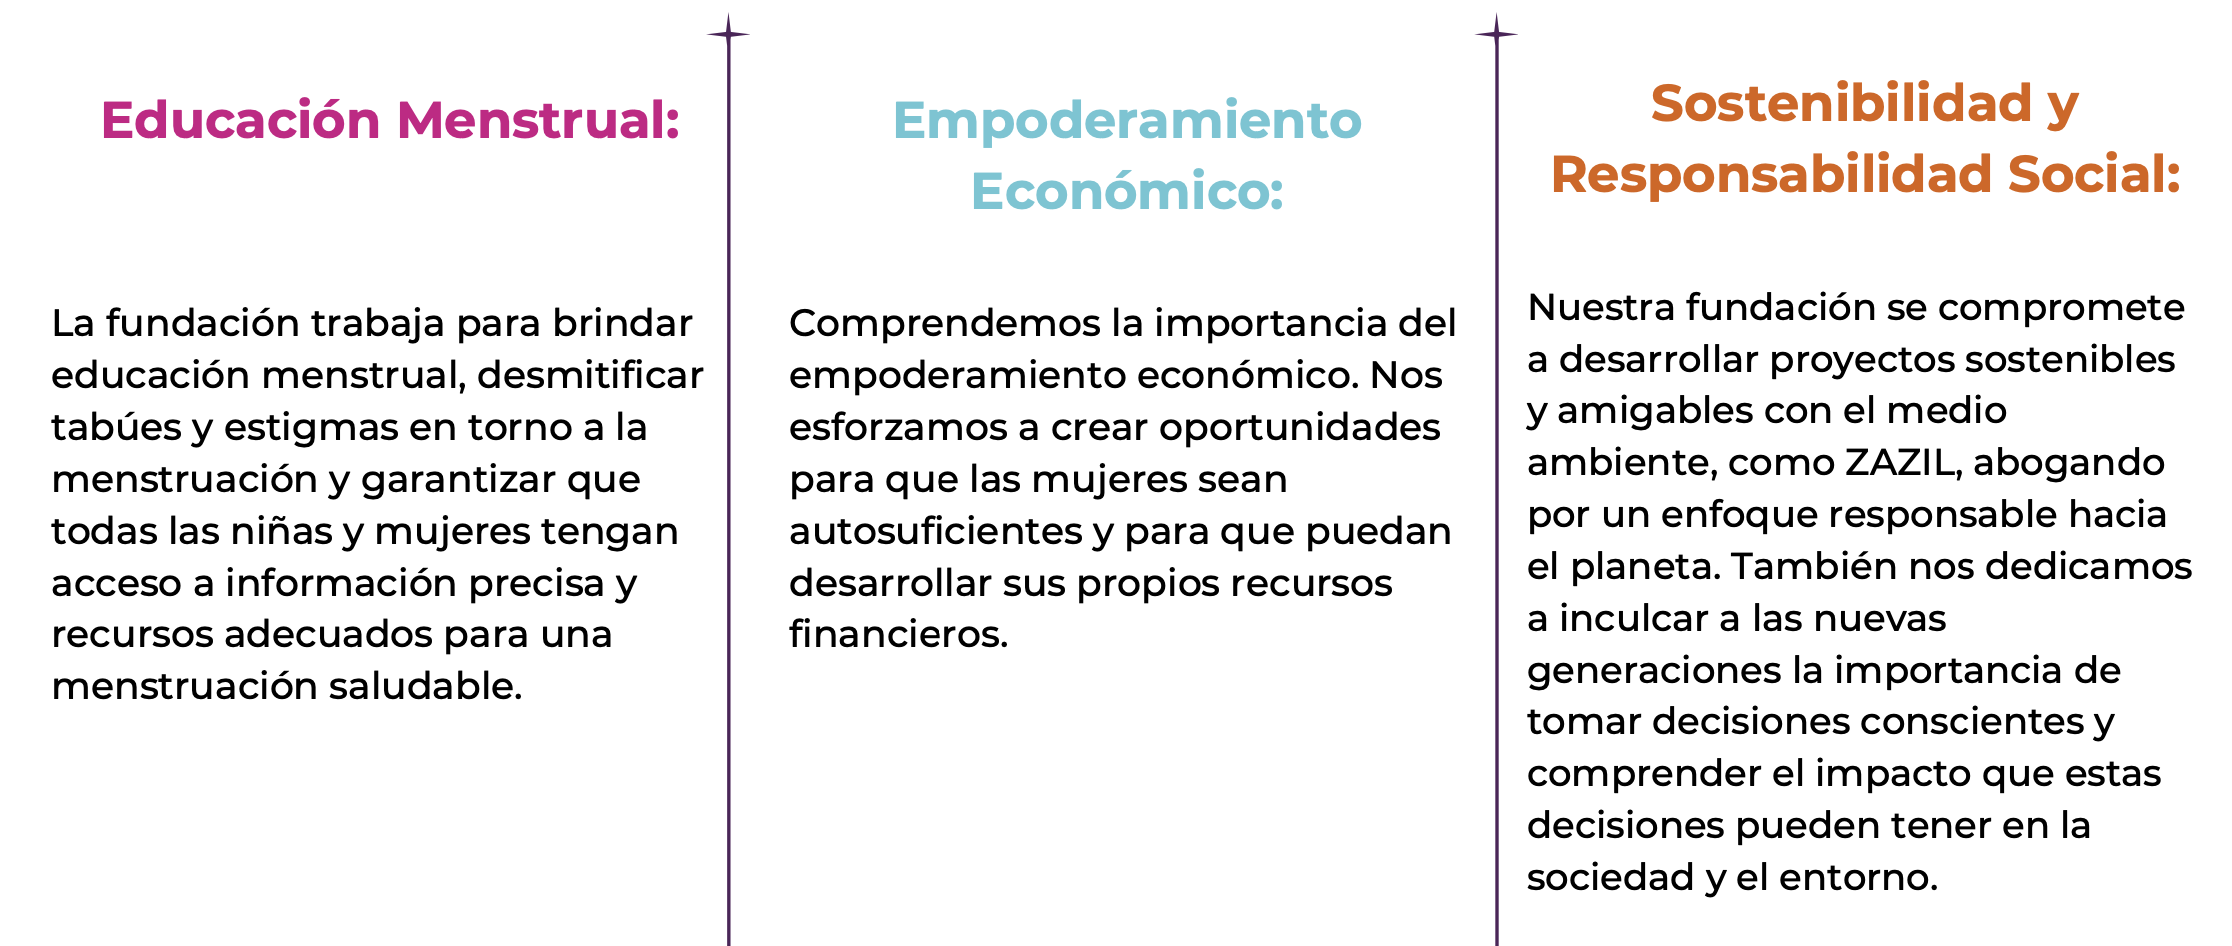 Educación Menstrual:
La fundación trabaja para brindar
educación menstrual, desmitificar
tabúes y estigmas en torno a la
menstruación y garantizar que
todas las niñas y mujeres tengan
acceso a información precisa y
recursos adecuados para una
menstruación saludable.
Empoderamiento
Económico:
Comprendemos la importancia del
empoderamiento económico. Nos
esforzamos a crear oportunidades
para que las mujeres sean
autosuficientes y para que puedan
desarrollar sus propios recursos
financieros.
Sostenibilidad y
Responsabilidad Social:
Nuestra fundación se compromete
a desarrollar proyectos sostenibles
y amigables con el medio
ambiente, como ZAZIL, abogando
por un enfoque responsable hacia
el planeta. También nos dedicamos
a inculcar a las nuevas
generaciones la importancia de
tomar decisiones conscientes y
comprender el impacto que estas
decisiones pueden tener en la
sociedad y el entorno.